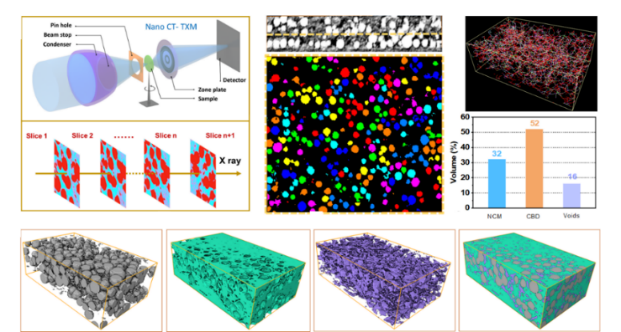 Nano CT- TXM
Pin hole
Beam stop
Condenser
Detector
Zone plate
Sample
Slice 1
Slice 2
......
Slice n
Slice n+1
X ray
Volume (%)
60
50
40
30
20
10
0
32
52
16
NCM
CBD
Voids